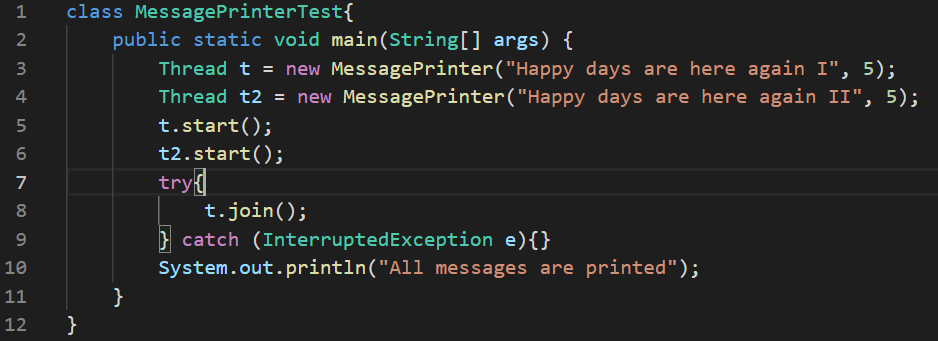 1 class MessagePrinterTest{
2 public static void main(String[] args) {
3 Thread t = new MessagePrinter("Happy days are here again I", 5);
4 Thread t2 = new MessagePrinter("Happy days are here again II", 5);
5 t.start();
6 t2.start();
7 try{
8 t.join();
9 } catch (InterruptedException e){}
10 System.out.println("All messages are printed");
11 }
12 }